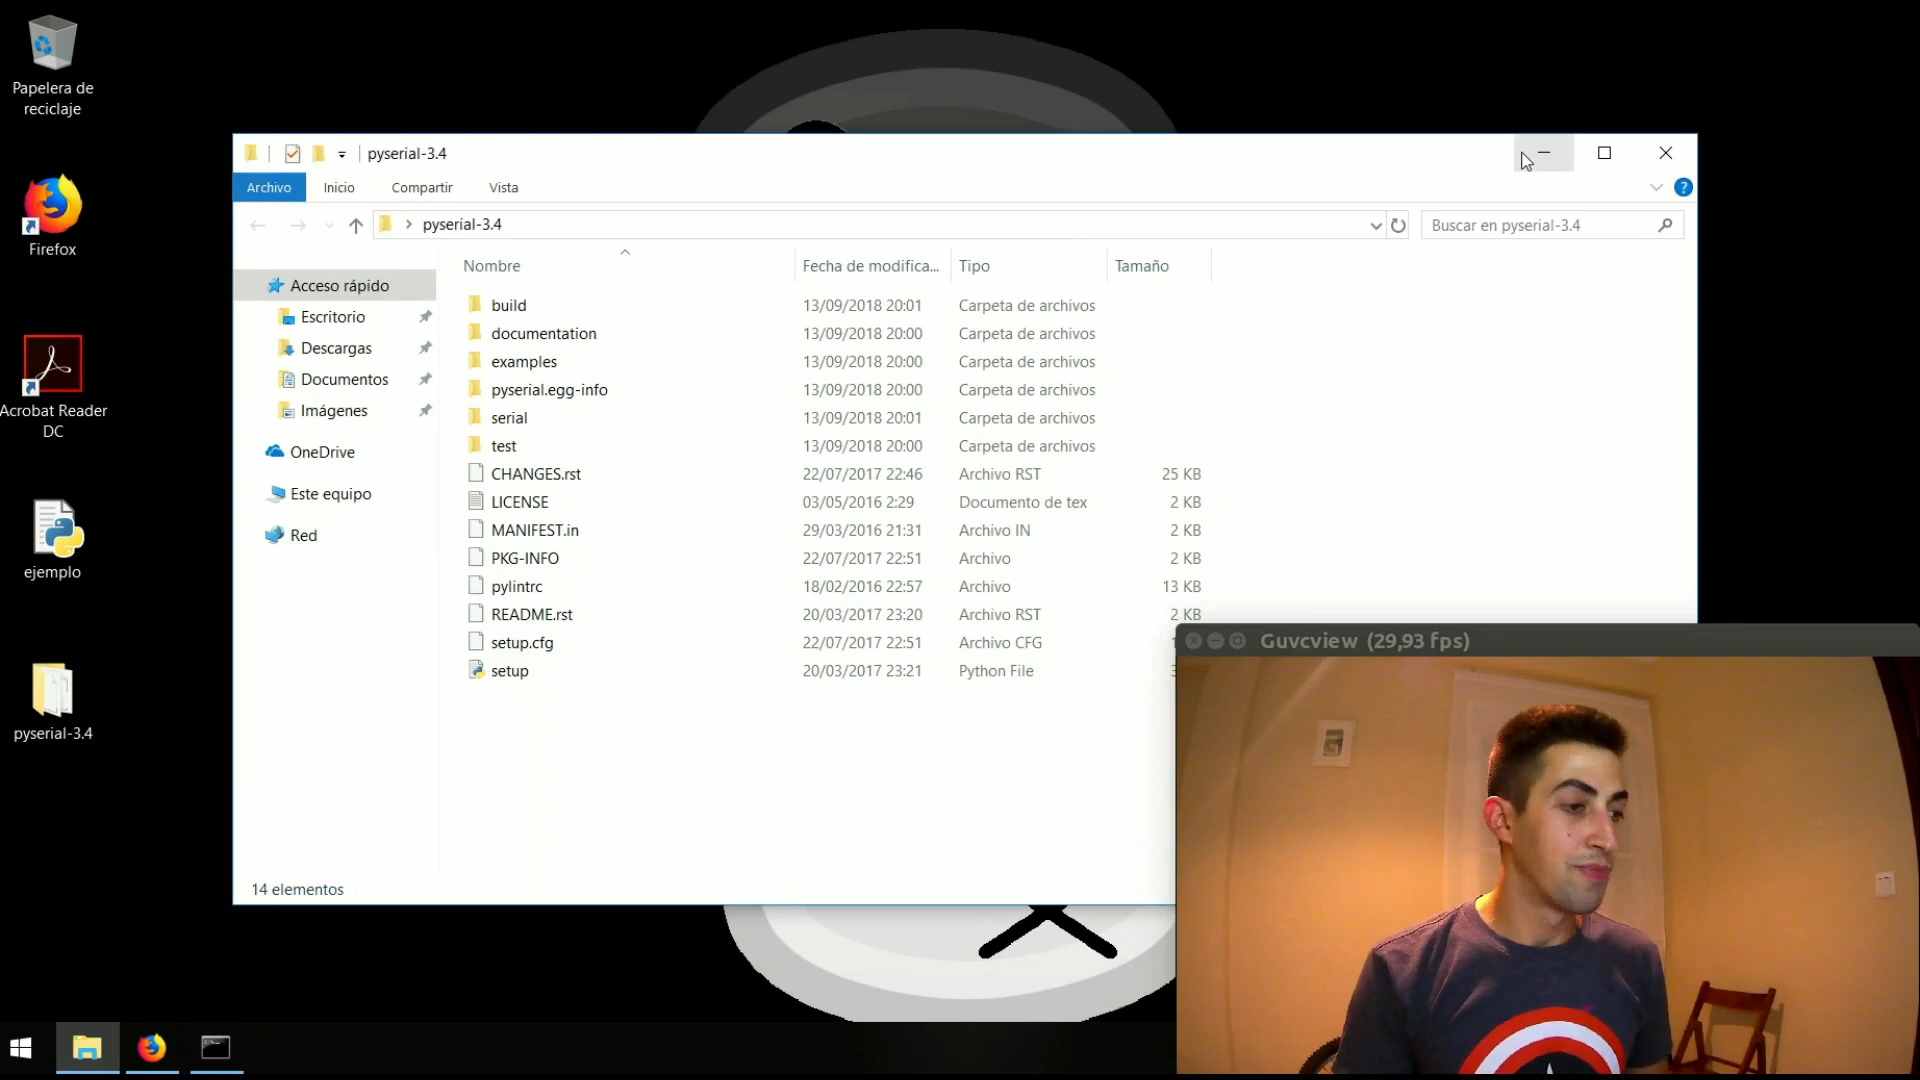 Papelera de
reciclaje
Firefox
Acrobat Reader
DC
ejemplo
pyserial-3.4
pyserial-3.4
Archivo Inicio Compartir Vista ?
pyserial-3.4 Buscar en pyserial-3.4
Nombre Fecha de modifica... Tipo Tamaño
Acceso rápido
Escritorio
Descargas
Documentos
Imágenes
OneDrive
Este equipo
Red
build 13/09/2018 20:01 Carpeta de archivos
documentation 13/09/2018 20:00 Carpeta de archivos
examples 13/09/2018 20:00 Carpeta de archivos
pyserial.egg-info 13/09/2018 20:00 Carpeta de archivos
serial 13/09/2018 20:01 Carpeta de archivos
test 13/09/2018 20:00 Carpeta de archivos
CHANGES.rst 22/07/2017 22:46 Archivo RST 25 KB
LICENSE 03/05/2016 2:29 Documento de tex 2 KB
MANIFEST.in 29/03/2016 21:31 Archivo IN 2 KB
PKG-INFO 22/07/2017 22:51 Archivo 2 KB
pylintrc 18/02/2016 22:57 Archivo 13 KB
README.rst 20/03/2017 23:20 Archivo RST 2 KB
setup.cfg 22/07/2017 22:51 Archivo CFG
setup 20/03/2017 23:21 Python File
14 elementos
Guvcview (29,93 fps)